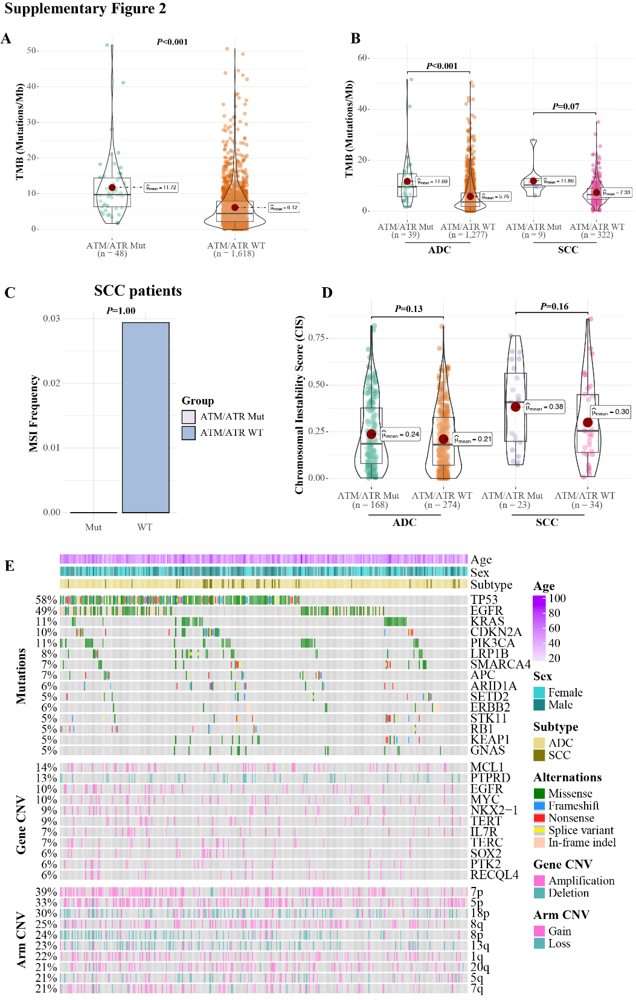 Supplementary Figure 2
A
P<0.001
TMB (Mutations/Mb)
50
40
30
20
10
0
μ̂mean = 11.72
μ̂mean = 6.12
ATM/ATR Mut
(n = 48)
ATM/ATR WT
(n = 1,618)
B
P<0.001
P=0.07
TMB (Mutations/Mb)
60
40
20
0
μ̂mean = 11.69
μ̂mean = 5.76
μ̂mean = 11.86
μ̂mean = 7.33
ATM/ATR Mut
(n = 39)
ATM/ATR WT
(n = 1,277)
ATM/ATR Mut
(n = 9)
ATM/ATR WT
(n = 322)
ADC
SCC
C
SCC patients
P=1.00
MSI Frequency
0.03
0.02
0.01
0.00
Mut
WT
Group
ATM/ATR Mut
ATM/ATR WT
D
P=0.13
P=0.16
Chromosomal Instability Score (CIS)
0.75
0.50
0.25
0.00
μ̂mean = 0.24
μ̂mean = 0.21
μ̂mean = 0.38
μ̂mean = 0.30
ATM/ATR Mut
(n = 168)
ATM/ATR WT
(n = 274)
ATM/ATR Mut
(n = 23)
ATM/ATR WT
(n = 34)
ADC
SCC
E
Age
Sex
Subtype
Mutations
58% TP53
49% EGFR
11% KRAS
10% CDKN2A
11% PIK3CA
8% LRP1B
7% SMARCA4
7% APC
6% ARID1A
5% SETD2
6% ERBB2
5% STK11
5% RB1
5% KEAP1
5% GNAS
Gene CNV
14% MCL1
13% PTPRD
10% EGFR
10% MYC
9% NKX2−1
9% TERT
7% IL7R
7% TERC
6% SOX2
6% PTK2
6% RECQL4
Arm CNV
39% 7p
33% 5p
30% 18p
25% 8q
24% 8p
23% 13q
22% 1q
21% 20q
21% 5q
21% 7q
Age
100
80
60
40
20
Sex
Female
Male
Subtype
ADC
SCC
Alternations
Missense
Frameshift
Nonsense
Splice variant
In−frame indel
Gene CNV
Amplification
Deletion
Arm CNV
Gain
Loss